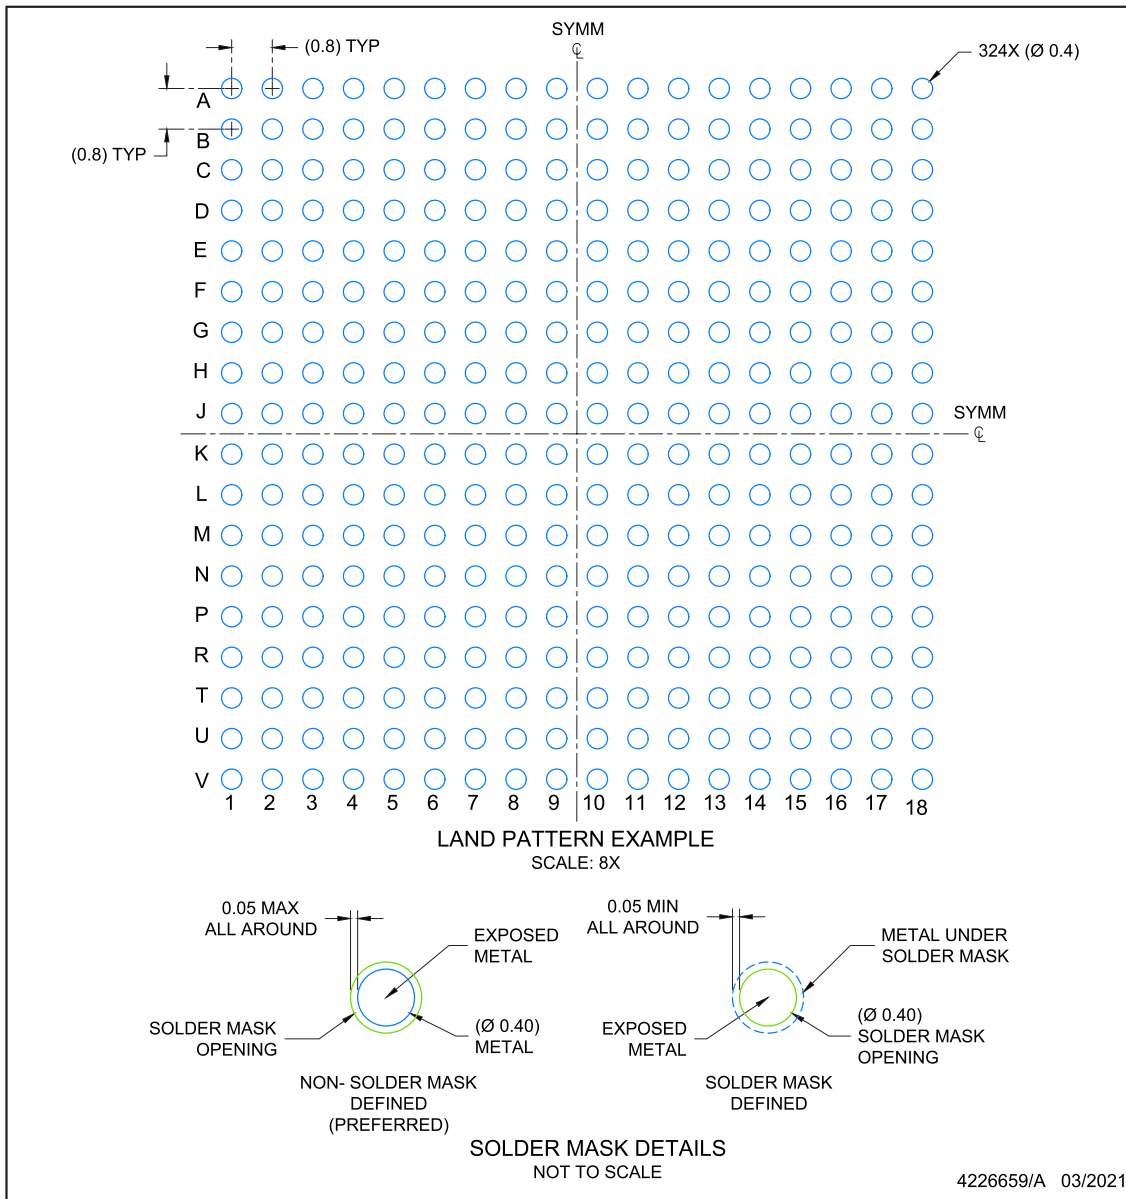 SYMM
℄
(0.8) TYP
324X (Ø 0.4)
A
B
(0.8) TYP
C
D
E
F
G
H
J
SYMM
℄
K
L
M
N
P
R
T
U
V
1 2 3 4 5 6 7 8 9 10 11 12 13 14 15 16 17 18
LAND PATTERN EXAMPLE
SCALE: 8X
0.05 MAX
ALL AROUND
EXPOSED
METAL
SOLDER MASK
OPENING
(Ø 0.40)
METAL
NON- SOLDER MASK
DEFINED
(PREFERRED)
0.05 MIN
ALL AROUND
METAL UNDER
SOLDER MASK
EXPOSED
METAL
(Ø 0.40)
SOLDER MASK
OPENING
SOLDER MASK
DEFINED
SOLDER MASK DETAILS
NOT TO SCALE
4226659/A 03/2021